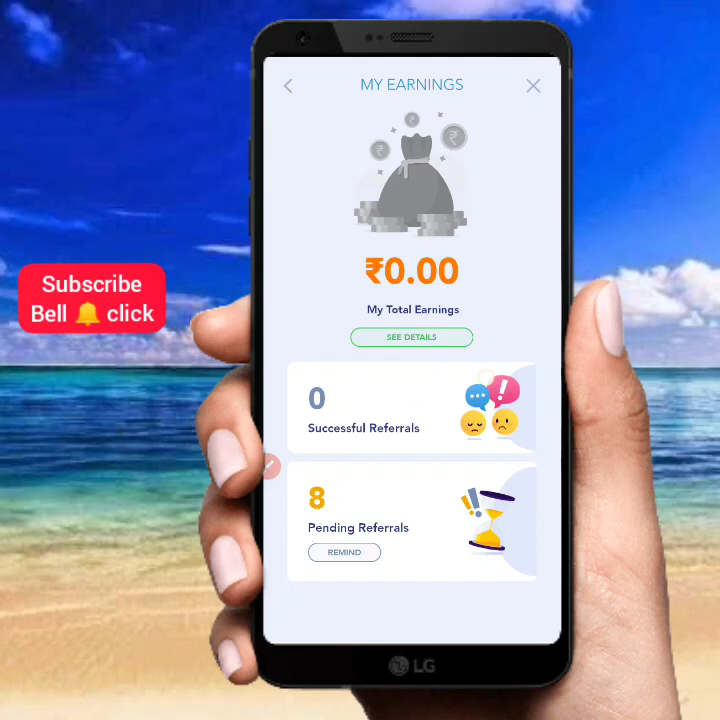 MY EARNINGS
₹0.00
My Total Earnings
SEE DETAILS
Subscribe
Bell 🔔 click
0
Successful Referrals
8
Pending Referrals
REMIND
LG